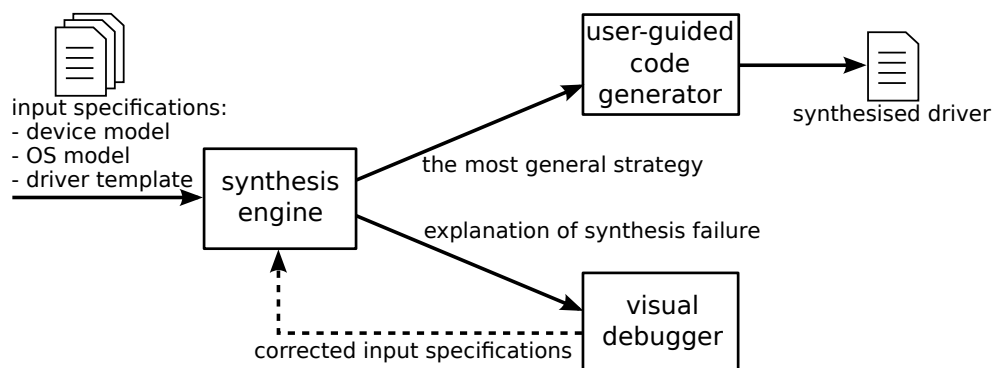 input specifications:
- device model
- OS model
- driver template
synthesis
engine
the most general strategy
user-guided
code
generator
synthesised driver
explanation of synthesis failure
visual
debugger
corrected input specifications